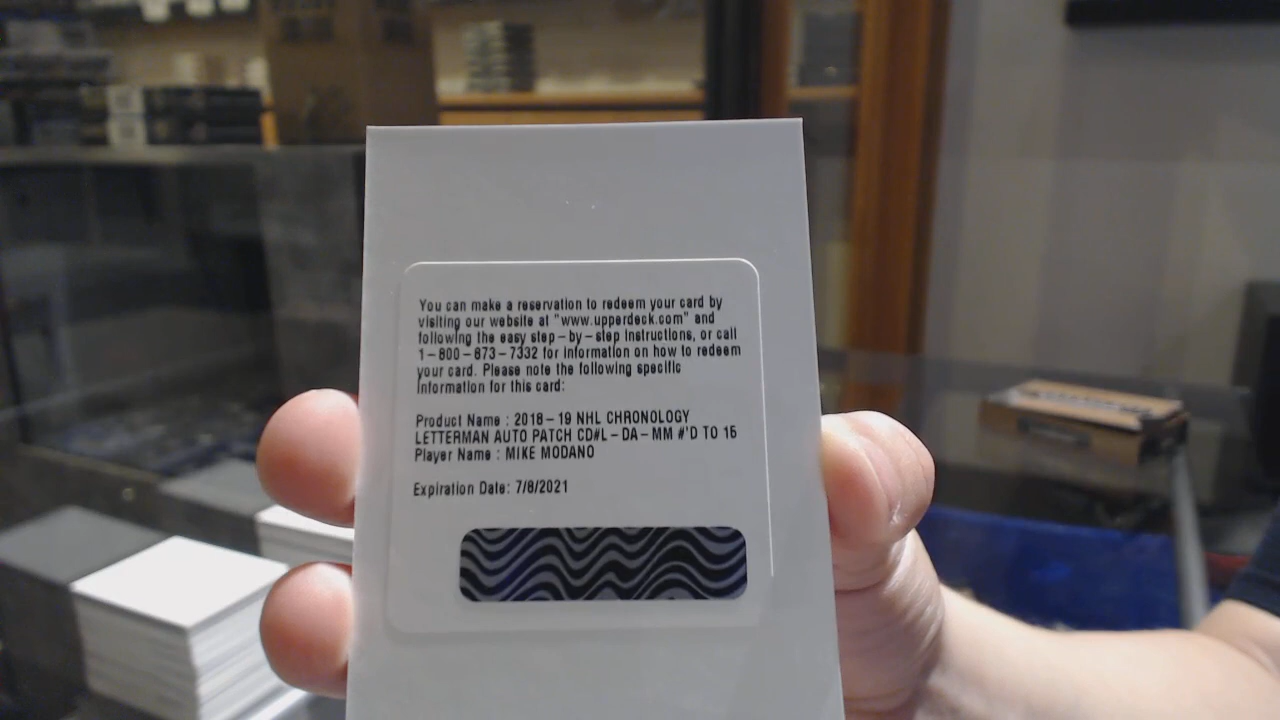 You can make a reservation to redeem your card by
visiting our website at "www.upperdeck.com" and
following the easy step-by-step instructions, or call
1-800-873-7332 for information on how to redeem
your card. Please note the following specific
information for this card:
Product Name : 2018-19 NHL CHRONOLOGY
LETTERMAN AUTO PATCH CD#L-DA-MM #'D TO 15
Player Name : MIKE MODANO
Expiration Date: 7/8/2021